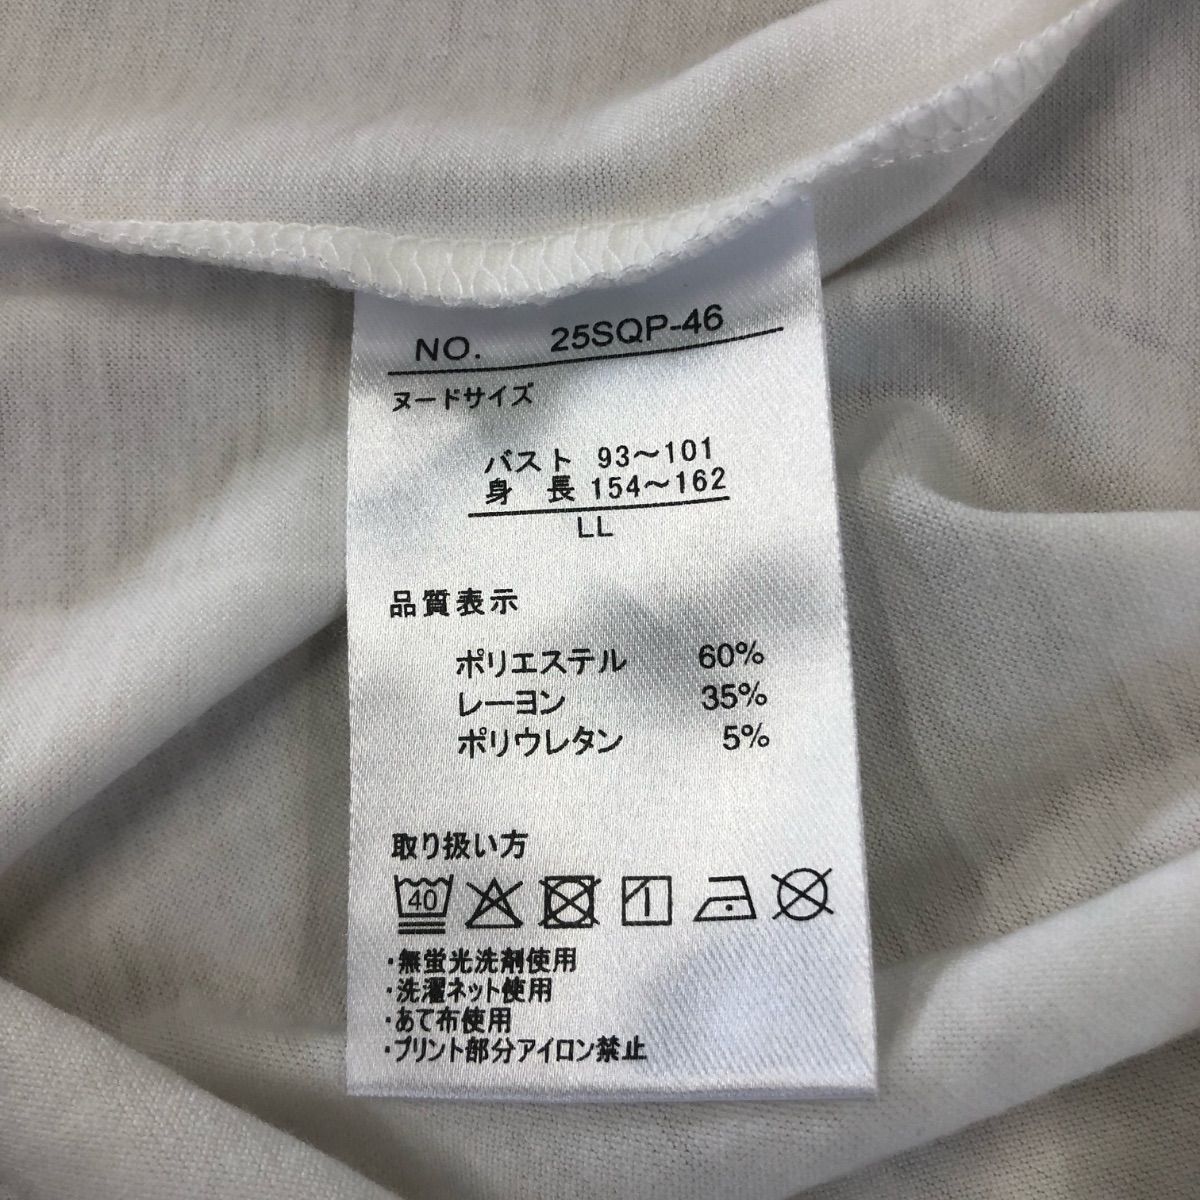 NO. 25SQP-46
ヌードサイズ
バスト 93〜101
身 長 154〜162
LL
品質表示
ポリエステル 60%
レーヨン 35%
ポリウレタン 5%
取り扱い方
40
・無蛍光洗剤使用
・洗濯ネット使用
・あて布使用
・プリント部分アイロン禁止